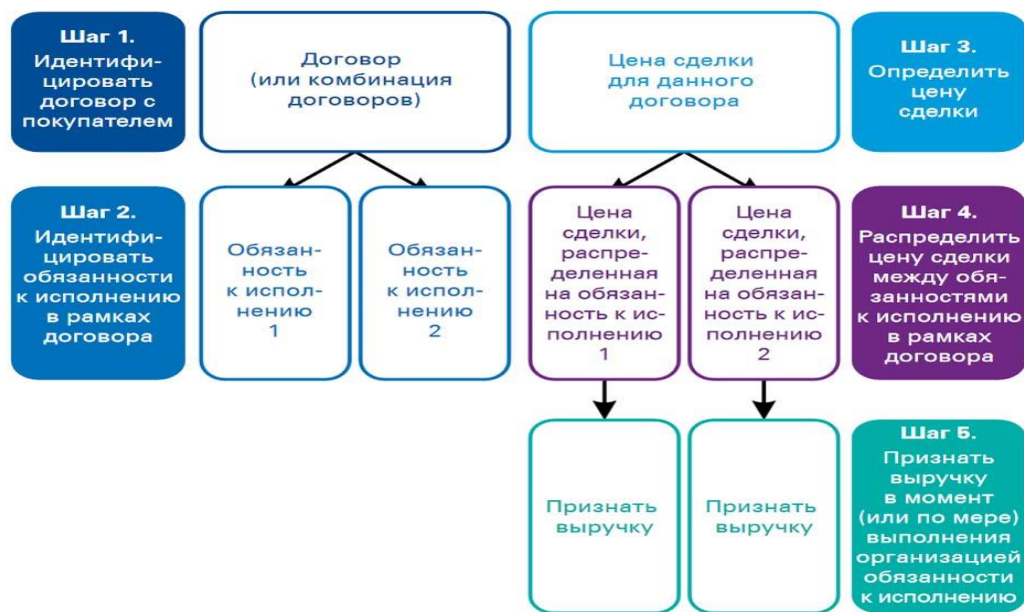 Шаг 1.
Идентифи-
цировать
договор с
покупателем
Договор
(или комбинация
договоров)
Цена сделки
для данного
договора
Шаг 3.
Определить
цену
сделки
Шаг 2.
Идентифи-
цировать
обязанности
к исполнению
в рамках
договора
Обязан-
ность
к испол-
нению
1
Обязан-
ность
к испол-
нению
2
Цена
сделки,
распре-
деленная
на обязан-
ность к ис-
полнению
1
Цена
сделки,
распре-
деленная
на обязан-
ность к ис-
полнению
2
Шаг 4.
Распределить
цену сделки
между обя-
занностями
к исполнению
в рамках
договора
Признать
выручку
Признать
выручку
Шаг 5.
Признать
выручку
в момент
(или по мере)
выполнения
организацией
обязанности
к исполнению